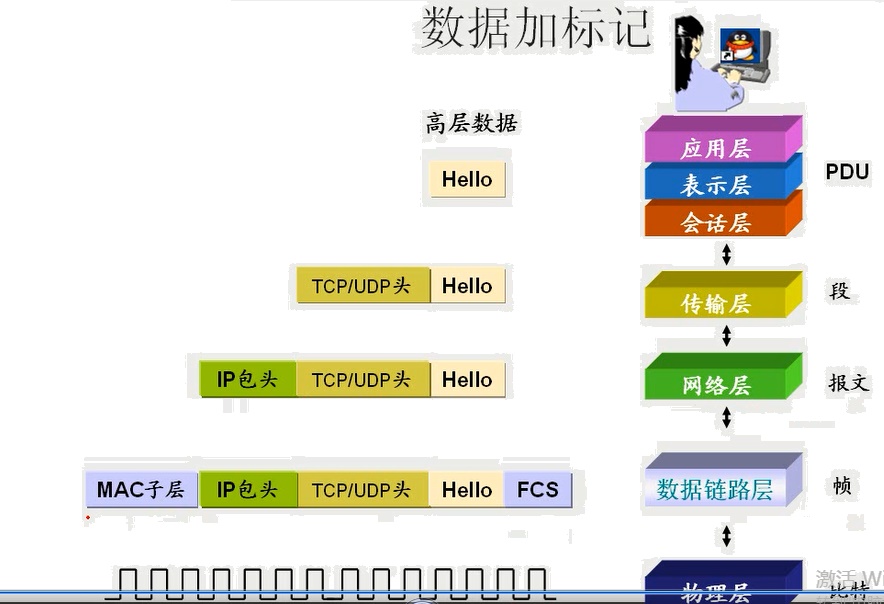 数据加标记
高层数据
Hello
应用层
表示层
会话层
PDU
TCP/UDP头 Hello
传输层
段
IP包头 TCP/UDP头 Hello
网络层
报文
MAC子层 IP包头 TCP/UDP头 Hello FCS
数据链路层
帧
物理层
比特
激活 Wi